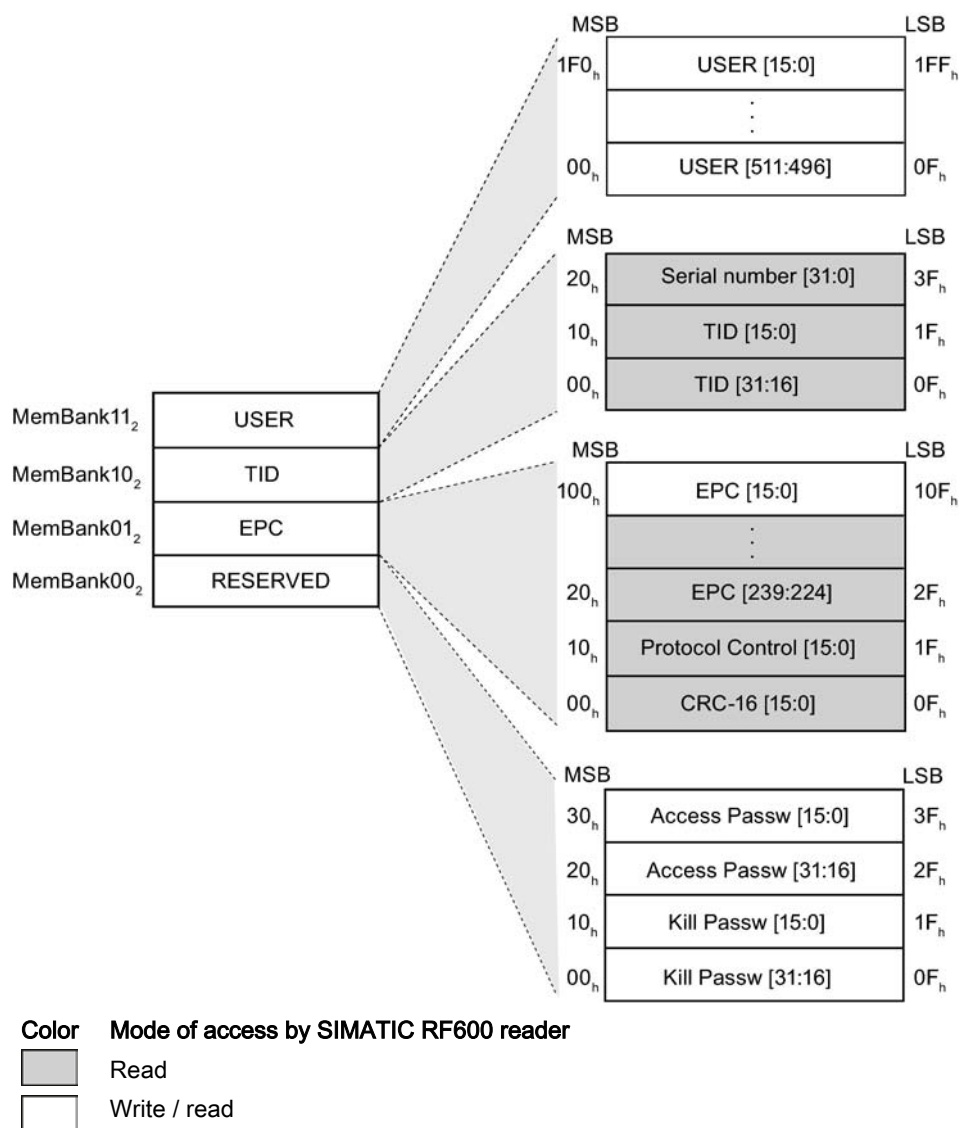 MSB LSB
1F0h USER [15:0] 1FFh
⋮
00h USER [511:496] 0Fh
MSB LSB
20h Serial number [31:0] 3Fh
10h TID [15:0] 1Fh
00h TID [31:16] 0Fh
MemBank112 USER
MemBank102 TID
MemBank012 EPC
MemBank002 RESERVED
MSB LSB
100h EPC [15:0] 10Fh
⋮
20h EPC [239:224] 2Fh
10h Protocol Control [15:0] 1Fh
00h CRC-16 [15:0] 0Fh
MSB LSB
30h Access Passw [15:0] 3Fh
20h Access Passw [31:16] 2Fh
10h Kill Passw [15:0] 1Fh
00h Kill Passw [31:16] 0Fh
Color Mode of access by SIMATIC RF600 reader
Read
Write / read